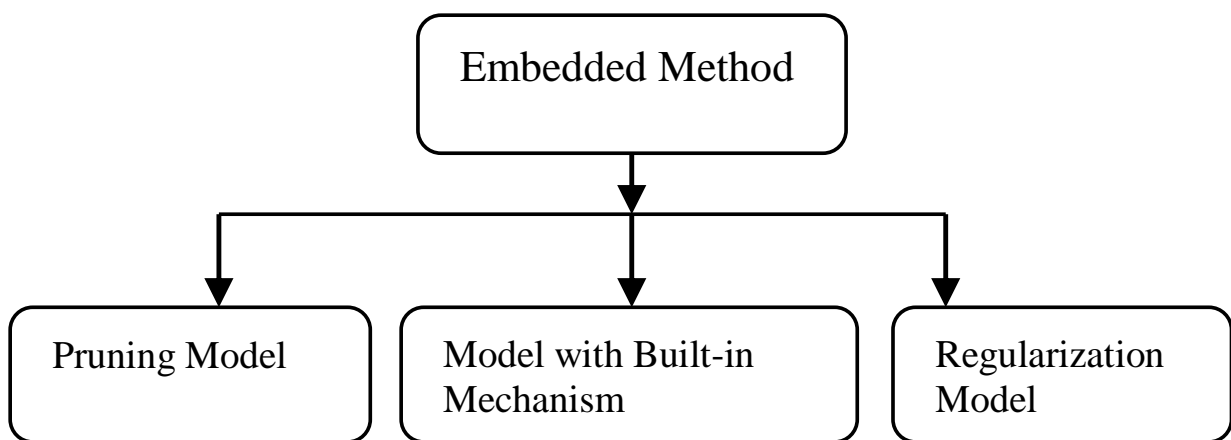 Embedded Method
Pruning Model
Model with Built-in
Mechanism
Regularization
Model